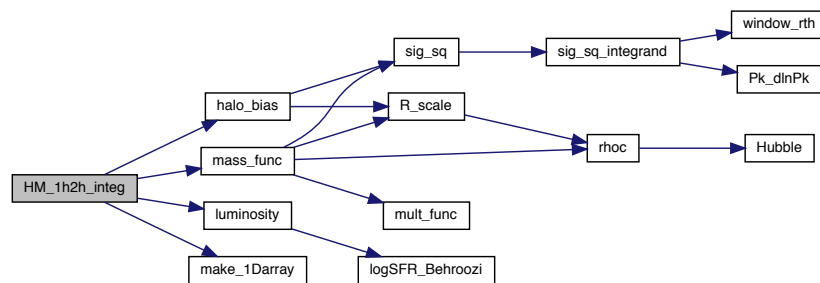 HM_1h2h_integ
halo_bias
mass_func
luminosity
make_1Darray
sig_sq
R_scale
mult_func
logSFR_Behroozi
sig_sq_integrand
rhoc
window_rth
Pk_dlnPk
Hubble